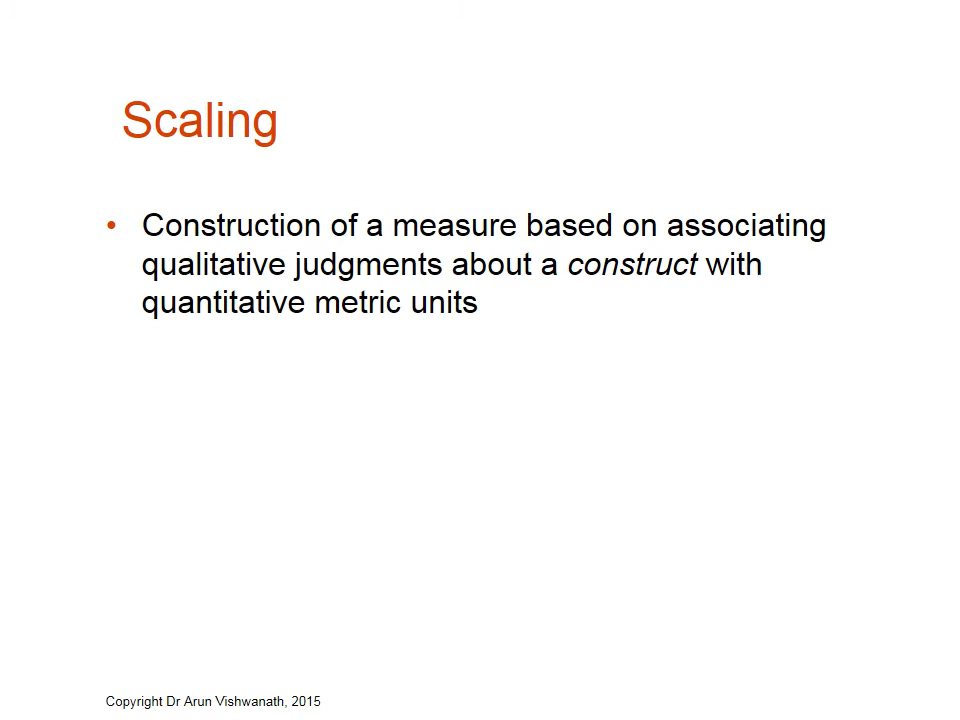 Scaling
• Construction of a measure based on associating
qualitative judgments about a construct with
quantitative metric units
Copyright Dr Arun Vishwanath, 2015